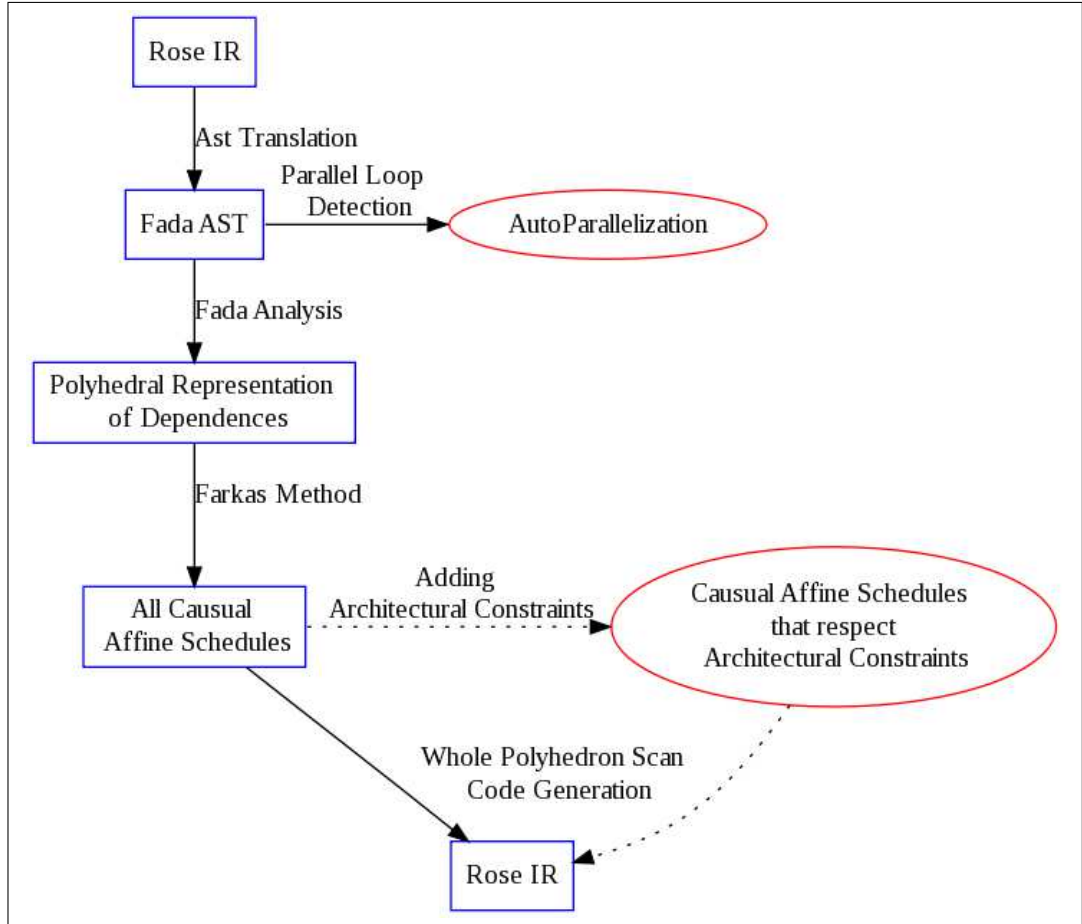 Rose IR
Ast Translation
Parallel Loop
Detection
Fada AST
AutoParallelization
Fada Analysis
Polyhedral Representation
of Dependences
Farkas Method
All Causual
Affine Schedules
Adding
Architectural Constraints
Causual Affine Schedules
that respect
Architectural Constraints
Whole Polyhedron Scan
Code Generation
Rose IR